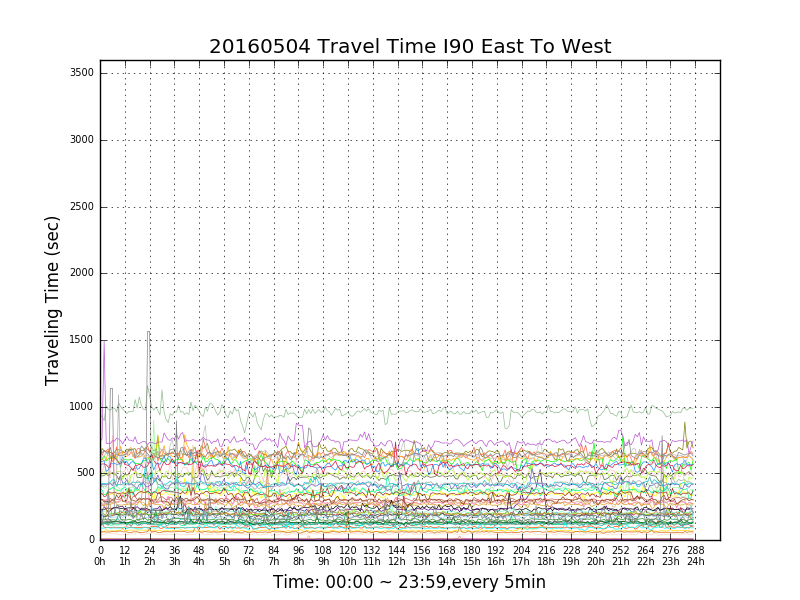 20160504 Travel Time I90 East To West
Traveling Time (sec)
3500
3000
2500
2000
1500
1000
500
0
0 12 24 36 48 60 72 84 96 108 120 132 144 156 168 180 192 204 216 228 240 252 264 276 288
0h 1h 2h 3h 4h 5h 6h 7h 8h 9h 10h 11h 12h 13h 14h 15h 16h 17h 18h 19h 20h 21h 22h 23h 24h
Time: 00:00 ~ 23:59,every 5min